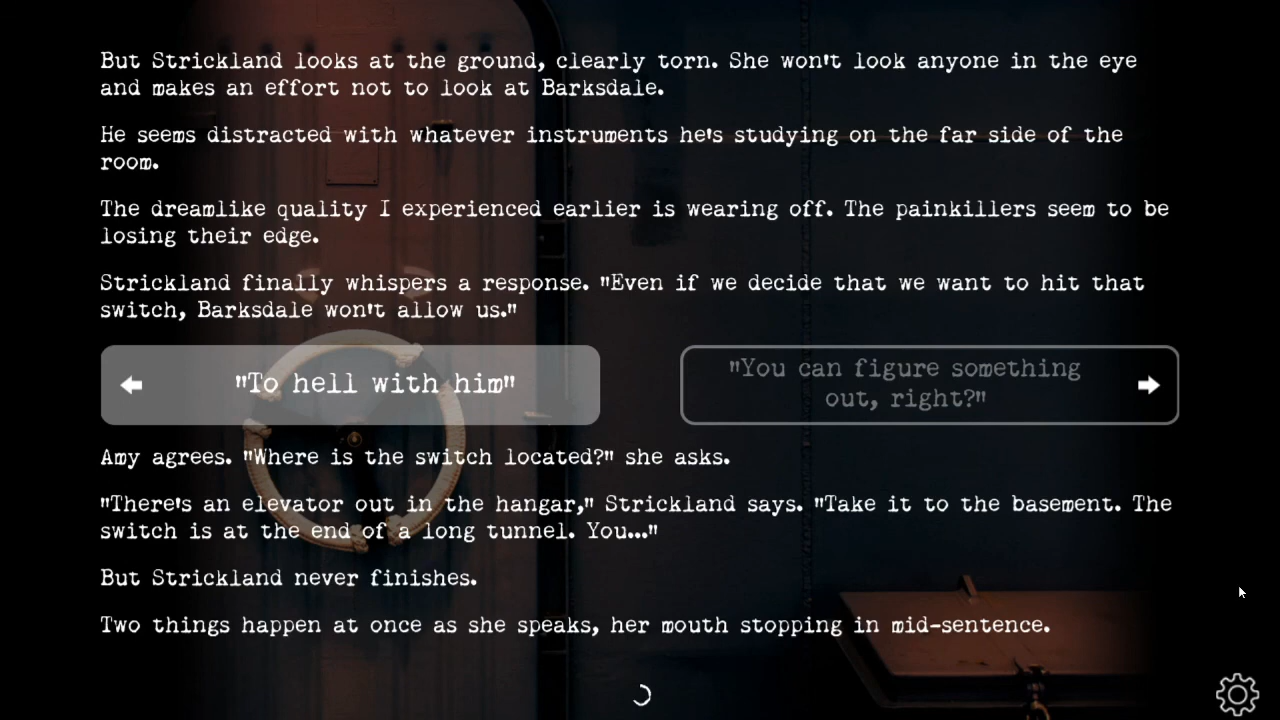 But Strickland looks at the ground, clearly torn. She won't look anyone in the eye
and makes an effort not to look at Barksdale.
He seems distracted with whatever instruments he's studying on the far side of the
room.
The dreamlike quality I experienced earlier is wearing off. The painkillers seem to be
losing their edge.
Strickland finally whispers a response. "Even if we decide that we want to hit that
switch, Barksdale won't allow us."
"To hell with him"
"You can figure something
out, right?"
Amy agrees. "Where is the switch located?" she asks.
"There's an elevator out in the hangar," Strickland says. "Take it to the basement. The
switch is at the end of a long tunnel. You..."
But Strickland never finishes.
Two things happen at once as she speaks, her mouth stopping in mid-sentence.